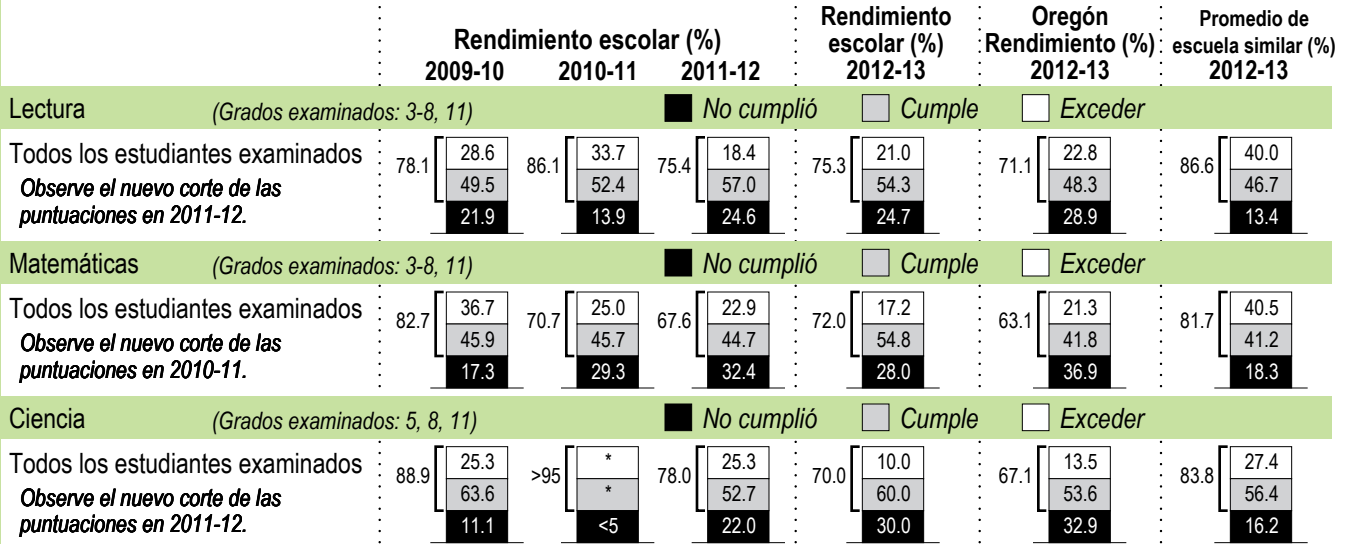 Rendimiento escolar (%)
2009-10 2010-11 2011-12
Rendimiento
escolar (%)
2012-13
Oregón
Rendimiento (%)
2012-13
Promedio de
escuela similar (%)
2012-13
Lectura (Grados examinados: 3-8, 11) No cumplió Cumple Exceder
Todos los estudiantes examinados
Observe el nuevo corte de las
puntuaciones en 2011-12.
78.1 28.6 49.5 21.9
86.1 33.7 52.4 13.9
75.4 18.4 57.0 24.6
75.3 21.0 54.3 24.7
71.1 22.8 48.3 28.9
86.6 40.0 46.7 13.4
Matemáticas (Grados examinados: 3-8, 11) No cumplió Cumple Exceder
Todos los estudiantes examinados
Observe el nuevo corte de las
puntuaciones en 2010-11.
82.7 36.7 45.9 17.3
70.7 25.0 45.7 29.3
67.6 22.9 44.7 32.4
72.0 17.2 54.8 28.0
63.1 21.3 41.8 36.9
81.7 40.5 41.2 18.3
Ciencia (Grados examinados: 5, 8, 11) No cumplió Cumple Exceder
Todos los estudiantes examinados
Observe el nuevo corte de las
puntuaciones en 2011-12.
88.9 25.3 63.6 11.1
>95 * * <5
78.0 25.3 52.7 22.0
70.0 10.0 60.0 30.0
67.1 13.5 53.6 32.9
83.8 27.4 56.4 16.2